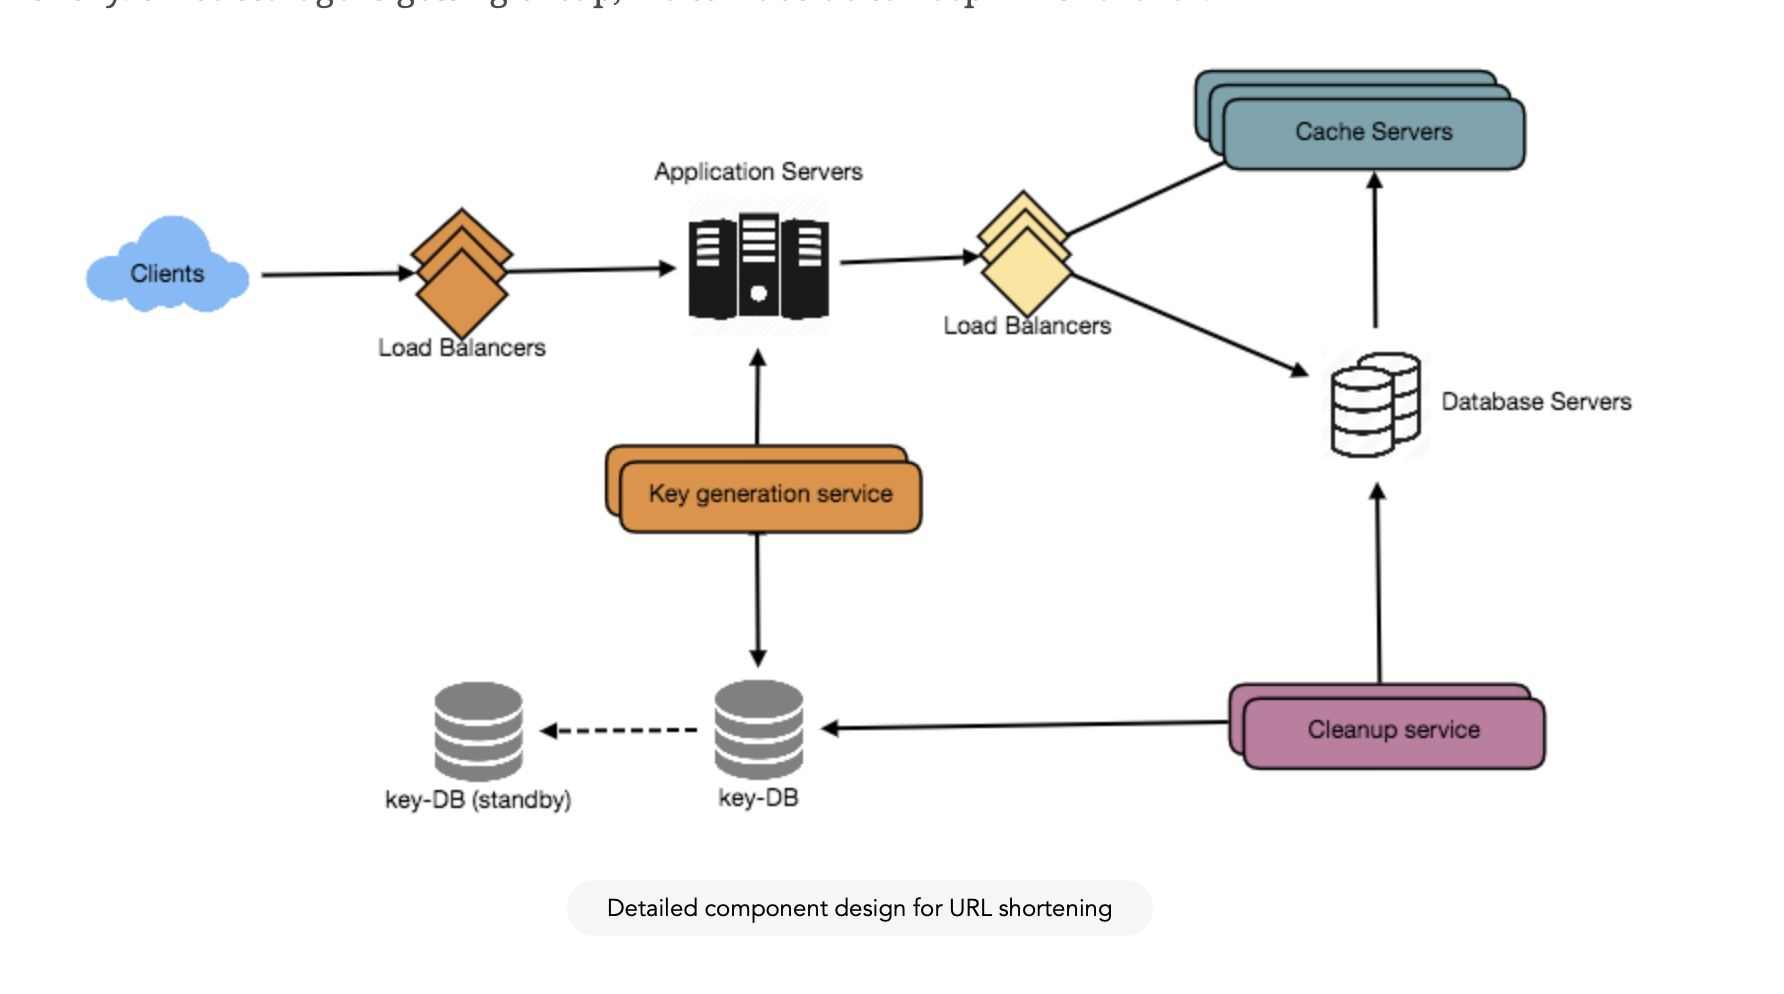 Cache Servers
Application Servers
Clients
Load Balancers
Load Balancers
Database Servers
Key generation service
Cleanup service
key-DB (standby)
key-DB
Detailed component design for URL shortening